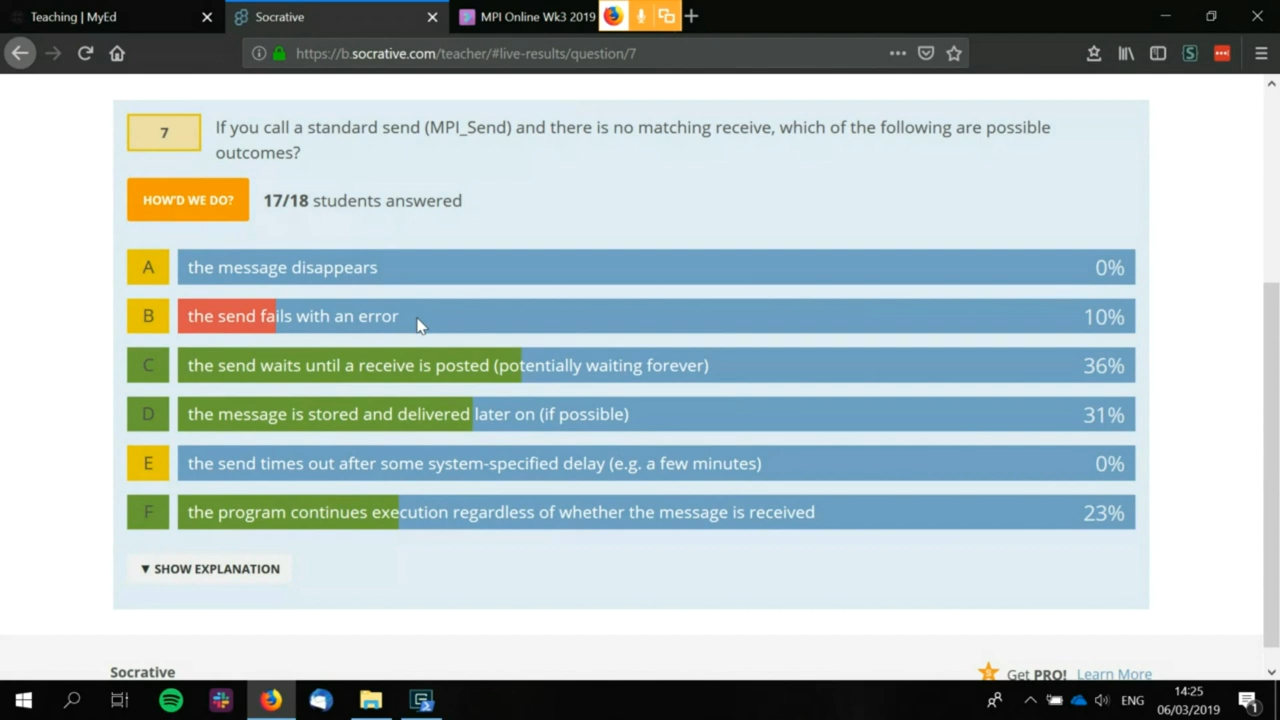 Teaching | MyEd
Socrative
MPI Online Wk3 2019
https://b.socrative.com/teacher/#live-results/question/7
7
If you call a standard send (MPI_Send) and there is no matching receive, which of the following are possible
outcomes?
HOW'D WE DO?
17/18 students answered
A the message disappears 0%
B the send fails with an error 10%
C the send waits until a receive is posted (potentially waiting forever) 36%
D the message is stored and delivered later on (if possible) 31%
E the send times out after some system-specified delay (e.g. a few minutes) 0%
F the program continues execution regardless of whether the message is received 23%
▼ SHOW EXPLANATION
Socrative
Get PRO! Learn More
ENG
14:25
06/03/2019
1